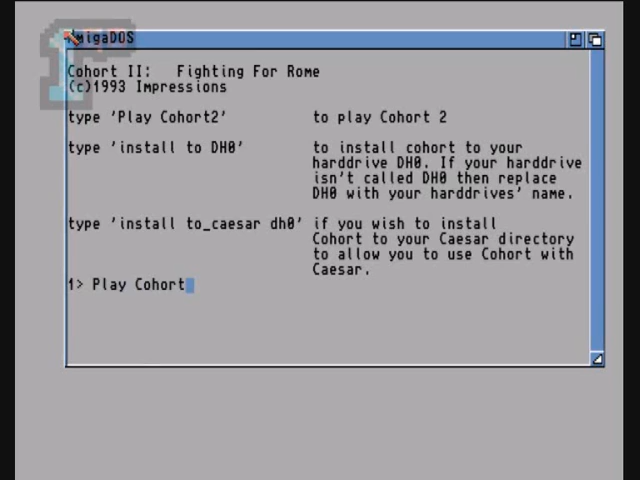 AmigaDOS
Cohort II: Fighting For Rome
(c)1993 Impressions
type 'Play Cohort2' to play Cohort 2
type 'install to DH0' to install cohort to your
harddrive DH0. If your harddrive
isn't called DH0 then replace
DH0 with your harddrives' name.
type 'install to_caesar dh0' if you wish to install
Cohort to your Caesar directory
to allow you to use Cohort with
Caesar.
1> Play Cohort